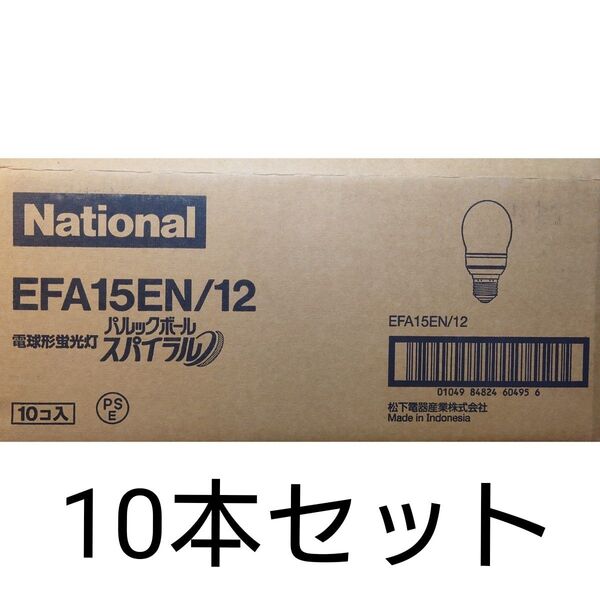 National
EFA15EN/12
電球形蛍光灯 パルックボール
スパイラル
10コ入
PS
E
EFA15EN/12
01049 84824 60495 6
松下電器産業株式会社
Made in Indonesia
10本セット